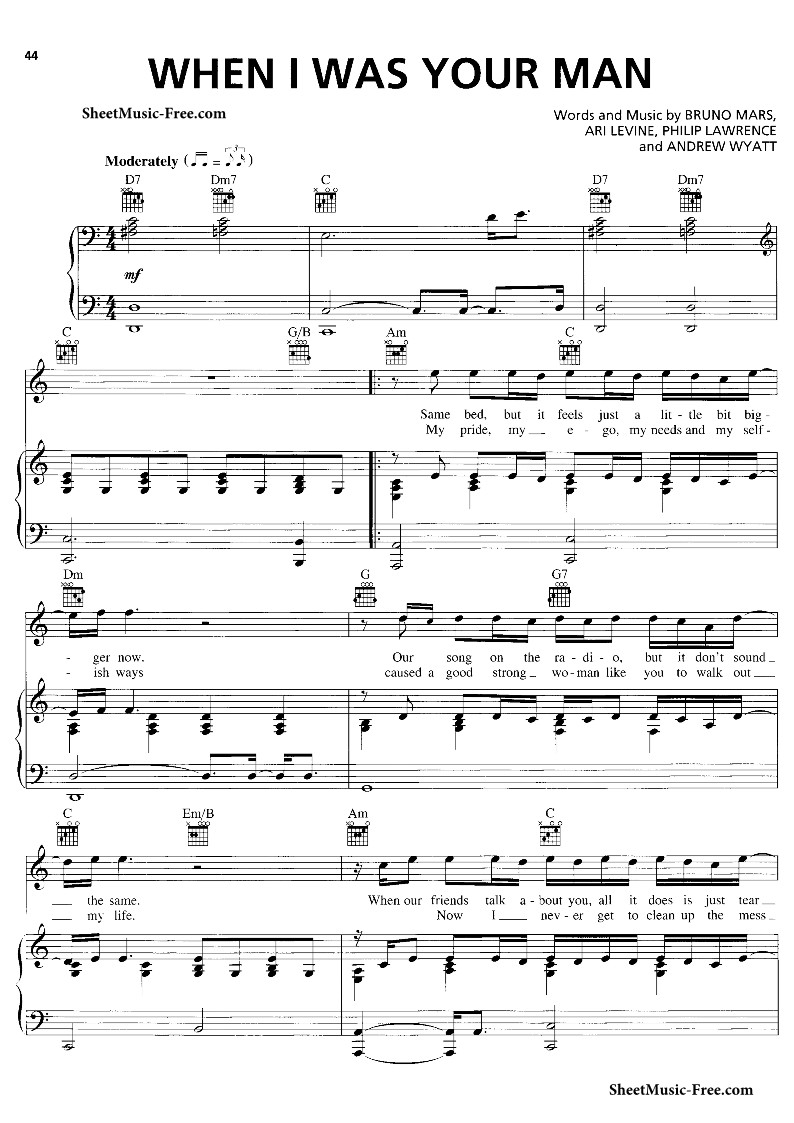 44
WHEN I WAS YOUR MAN
SheetMusic-Free.com
Words and Music by BRUNO MARS,
ARI LEVINE, PHILIP LAWRENCE
and ANDREW WYATT
Moderately ( = 3 )
D7 Dm7 C D7 Dm7
mf
C G/B Am C
Same bed, but it feels just a lit - tle bit big -
My pride, my e - go, my needs and my self -
Dm G G7
- ger now. Our song on the ra - di - o, but it don't sound
- ish ways caused a good strong wo - man like you to walk out
C Em/B Am C
the same. When our friends talk a - bout you, all it does is just tear
my life. Now I nev - er get to clean up the mess
SheetMusic-Free.com